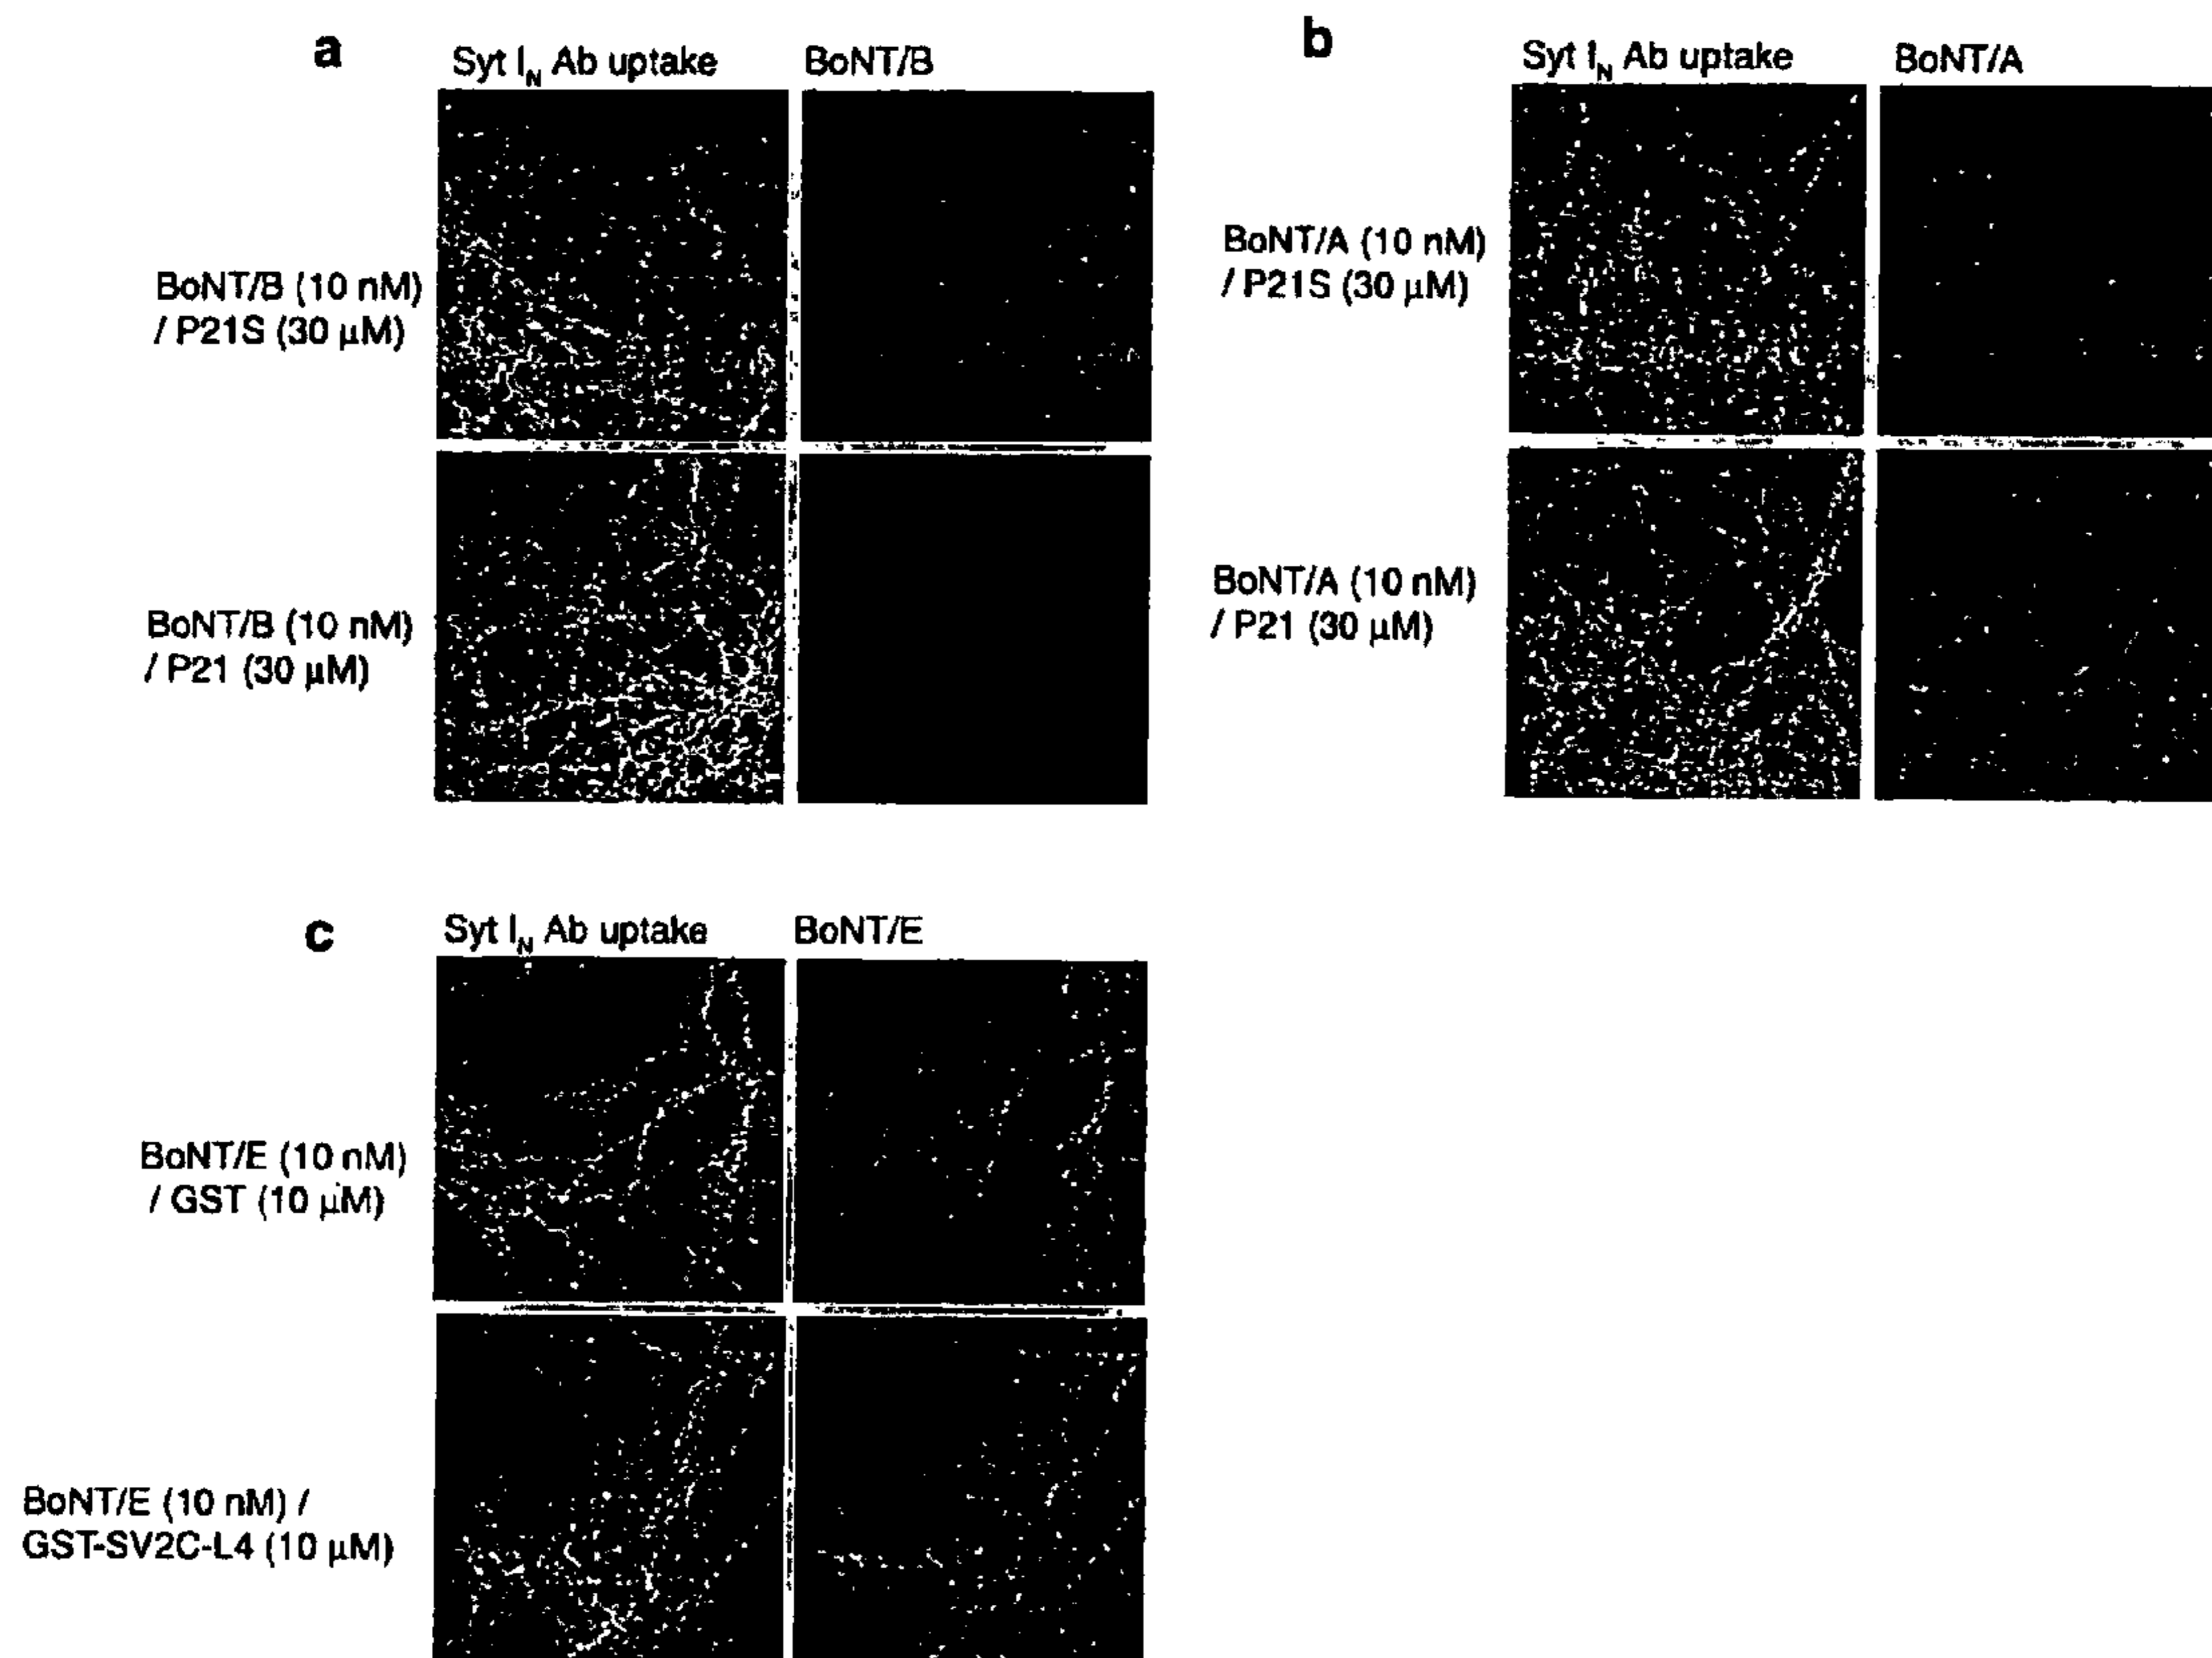 a
Syt I_N Ab uptake
BoNT/B
BoNT/B (10 nM)
/ P21S (30 μM)
BoNT/B (10 nM)
/ P21 (30 μM)
b
Syt I_N Ab uptake
BoNT/A
BoNT/A (10 nM)
/ P21S (30 μM)
BoNT/A (10 nM)
/ P21 (30 μM)
c
Syt I_N Ab uptake
BoNT/E
BoNT/E (10 nM)
/ GST (10 μM)
BoNT/E (10 nM) /
GST-SV2C-L4 (10 μM)